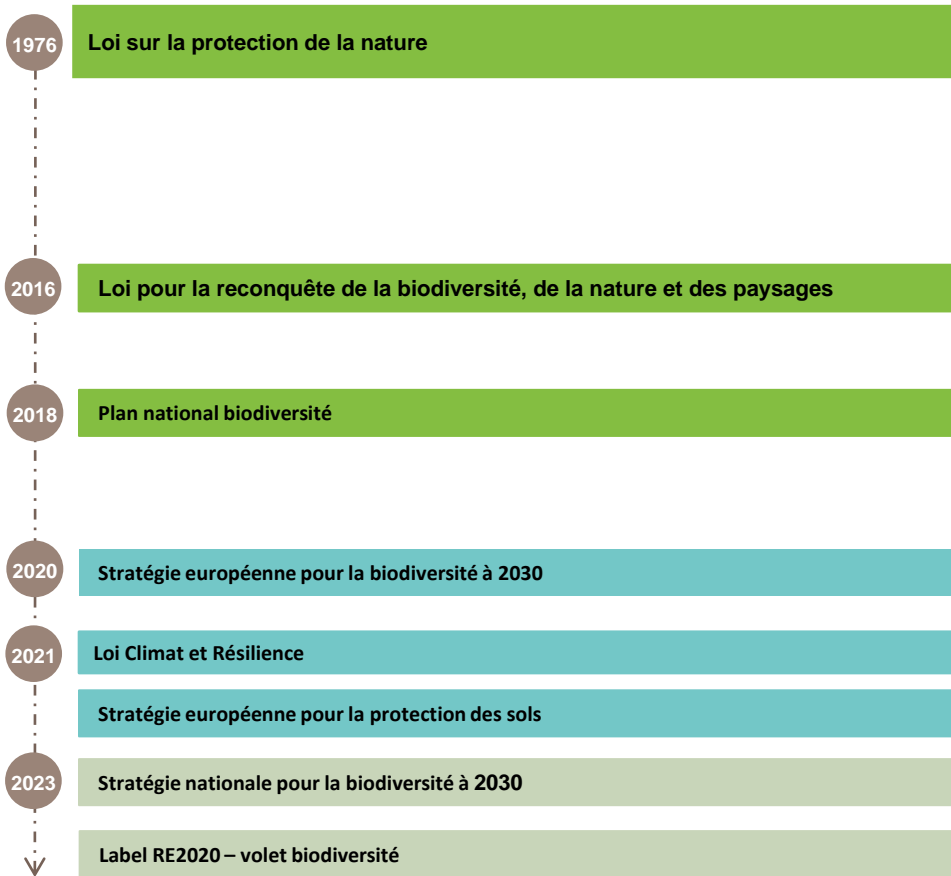 1976 Loi sur la protection de la nature
2016 Loi pour la reconquête de la biodiversité, de la nature et des paysages
2018 Plan national biodiversité
2020 Stratégie européenne pour la biodiversité à 2030
2021 Loi Climat et Résilience
Stratégie européenne pour la protection des sols
2023 Stratégie nationale pour la biodiversité à 2030
Label RE2020 – volet biodiversité